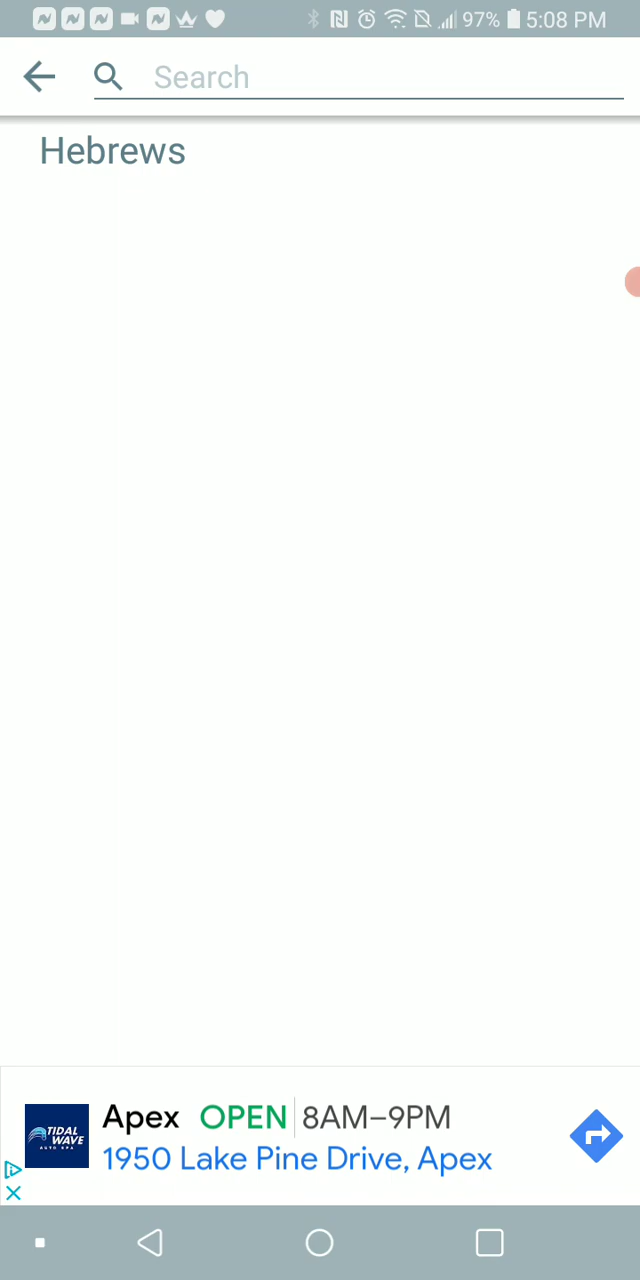 97% 5:08 PM
Search
Hebrews
TIDAL
WAVE
AUTO SPA
Apex OPEN 8AM–9PM
1950 Lake Pine Drive, Apex